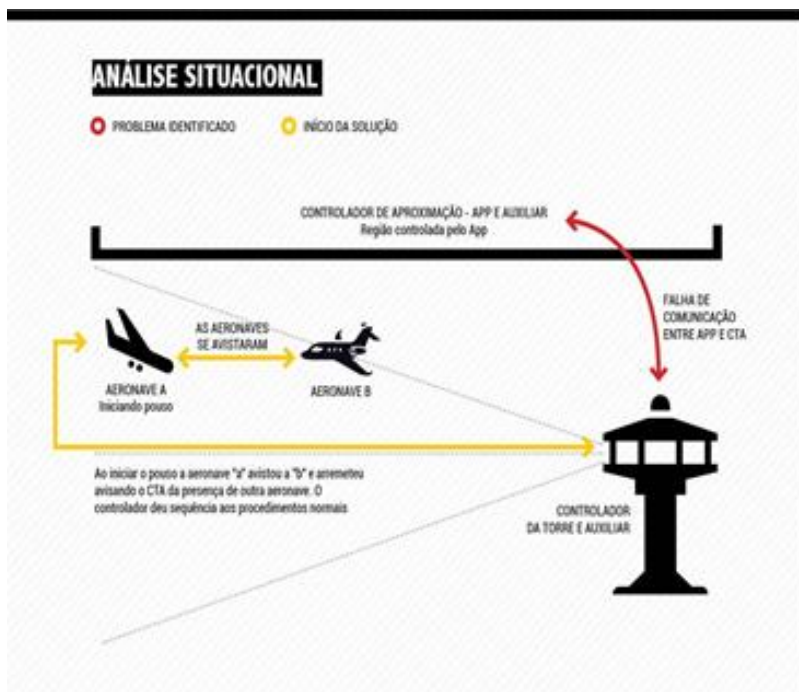 ANÁLISE SITUACIONAL
PROBLEMA IDENTIFICADO
INÍCIO DA SOLUÇÃO
CONTROLADOR DE APROXIMAÇÃO - APP E AUXILIAR
Região controlada pelo App
FALHA DE
COMUNICAÇÃO
ENTRE APP E CTA
AS AERONAVES
SE AVISTARAM
AERONAVE A
Iniciando pouso
AERONAVE B
Ao iniciar o pouso a aeronave "a" avistou a "b" e arremeteu
avisando o CTA da presença de outra aeronave. O
controlador deu sequência aos procedimentos normais
CONTROLADOR
DA TORRE E AUXILIAR